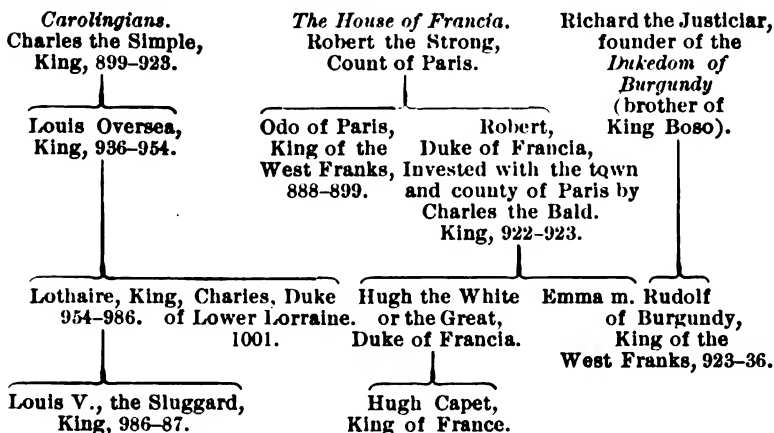 Carolingians.
Charles the Simple,
King, 899-923.
The House of Francia.
Robert the Strong,
Count of Paris.
Richard the Justiciar,
founder of the
Dukedom of
Burgundy
(brother of
King Boso).
Louis Oversea,
King, 936-954.
Odo of Paris,
King of the
West Franks,
888-899.
Robert,
Duke of Francia,
Invested with the town
and county of Paris by
Charles the Bald.
King, 922-923.
Lothaire, King,
954-986.
Charles, Duke
of Lower Lorraine.
1001.
Hugh the White
or the Great,
Duke of Francia.
Emma m. Rudolf
of Burgundy,
King of the
West Franks, 923-36.
Louis V., the Sluggard,
King, 986-87.
Hugh Capet,
King of France.